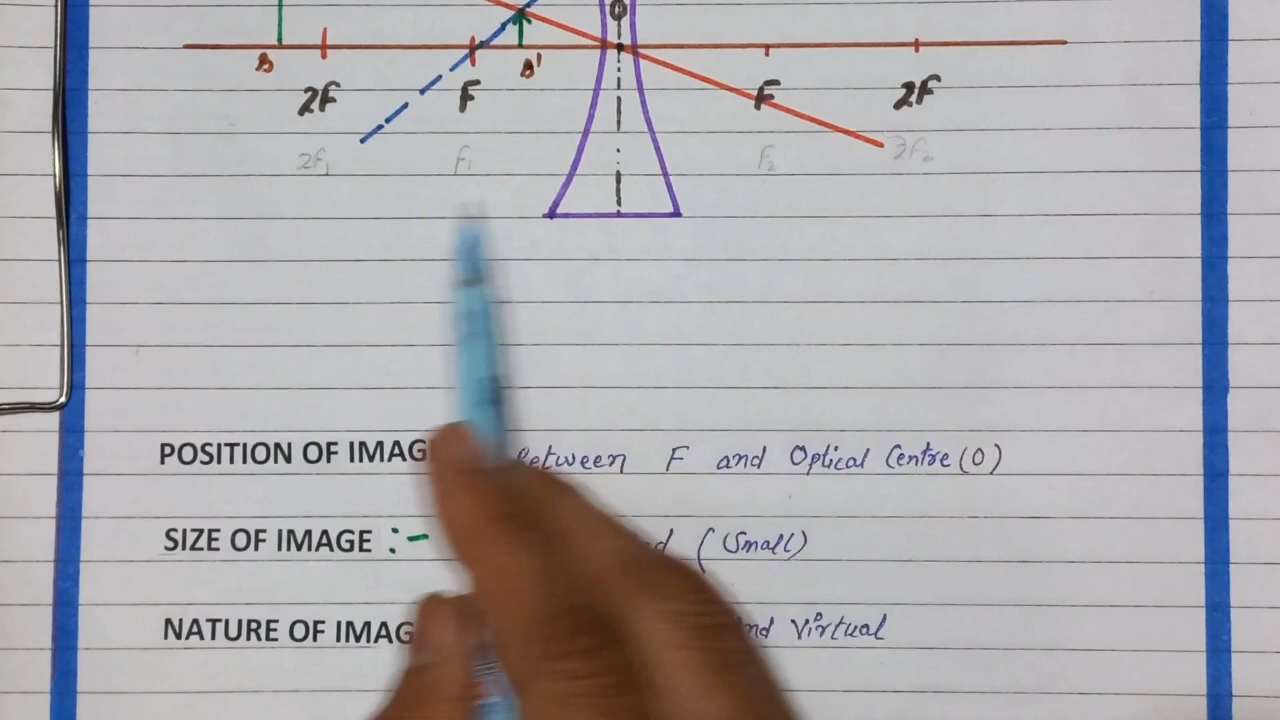 O
B B'
2F F F 2F
2F₁ F₁ F₂ 2F₂
POSITION OF IMAG Between F and Optical Centre (O)
SIZE OF IMAGE :- (Small)
NATURE OF IMAG Virtual